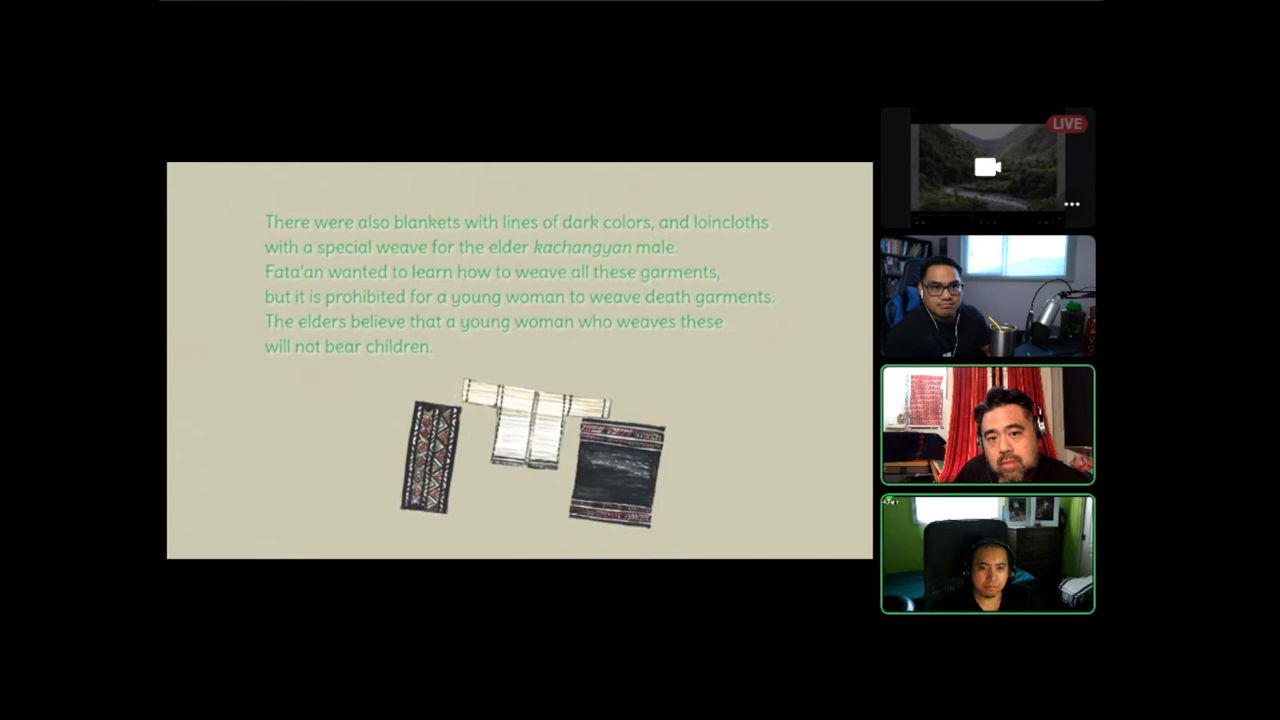 There were also blankets with lines of dark colors, and loincloths
with a special weave for the elder kachangyan male.
Fata'an wanted to learn how to weave all these garments,
but it is prohibited for a young woman to weave death garments.
The elders believe that a young woman who weaves these
will not bear children.
LIVE